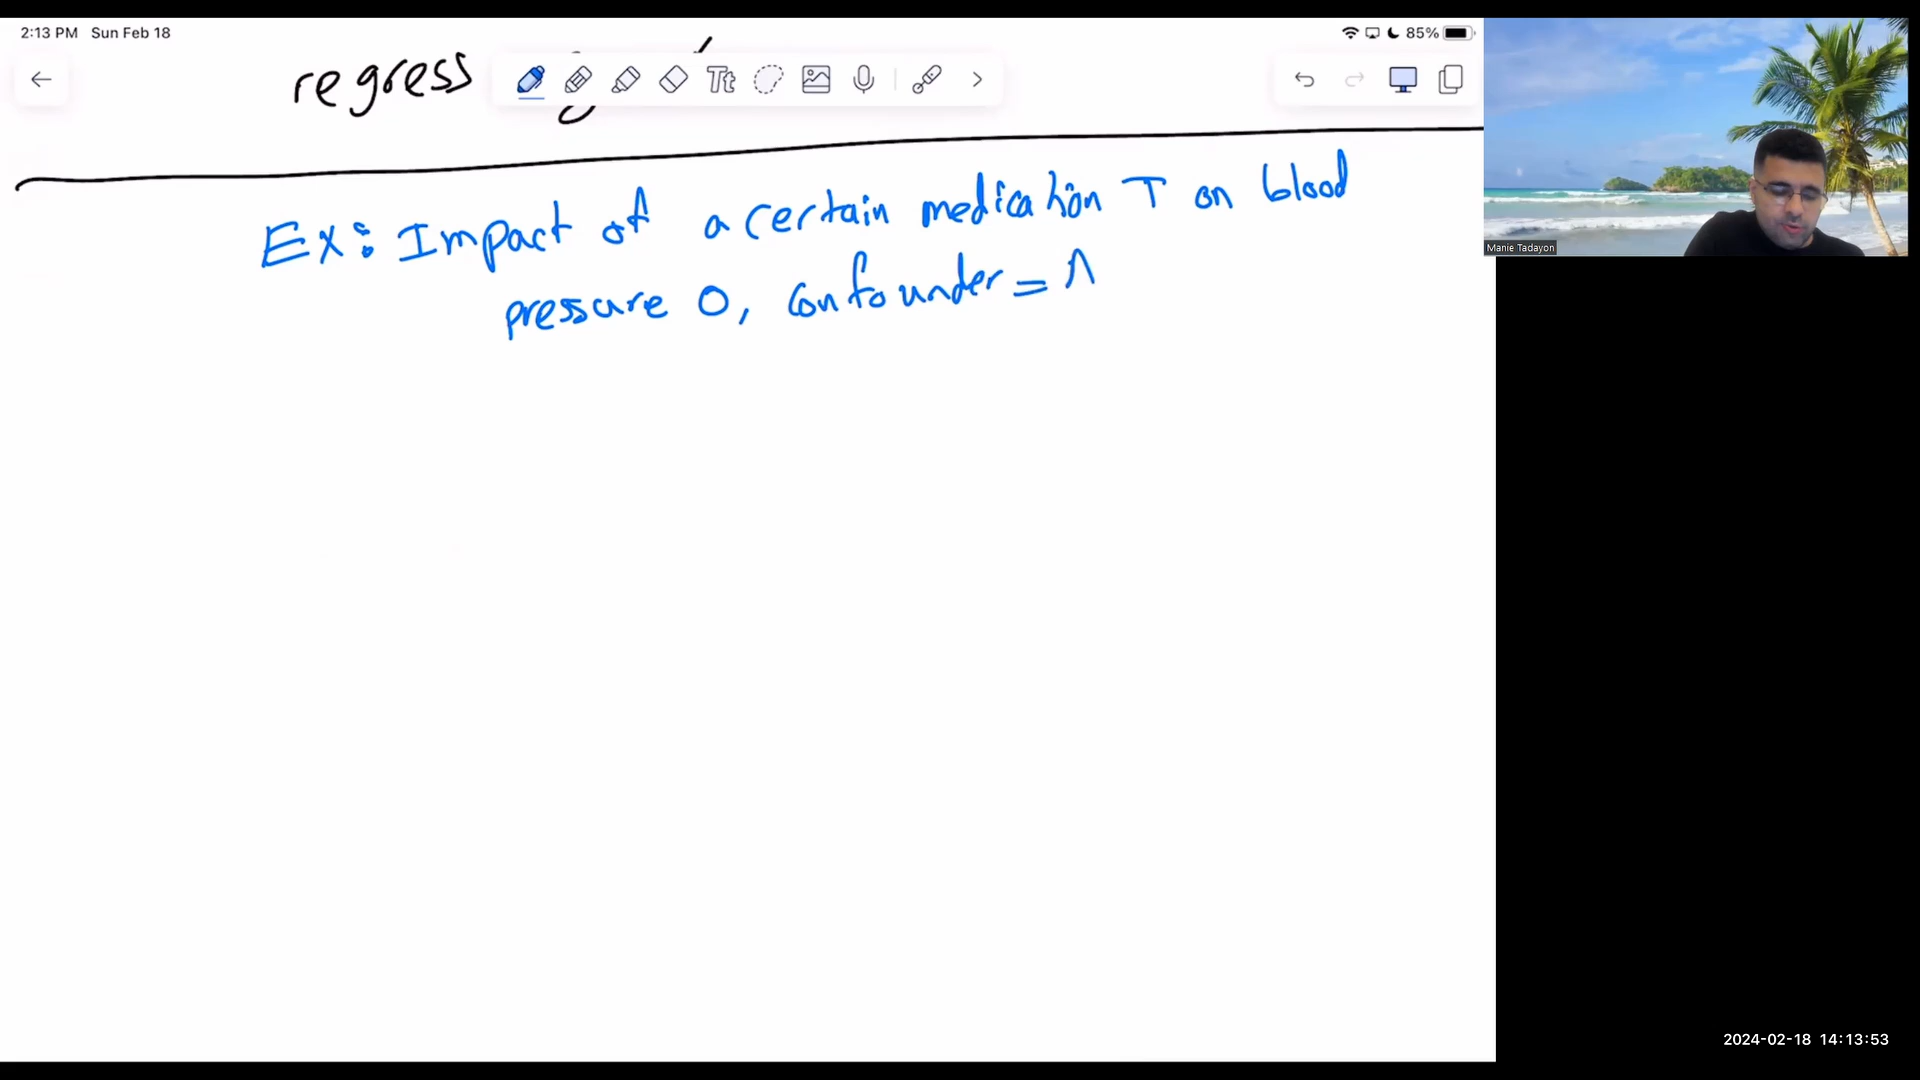 2:13 PM Sun Feb 18
85%
regress
Tt
Ex: Impact of a certain medication T on blood
pressure O, confounder =
Manie Tadayon
2024-02-18 14:13:53